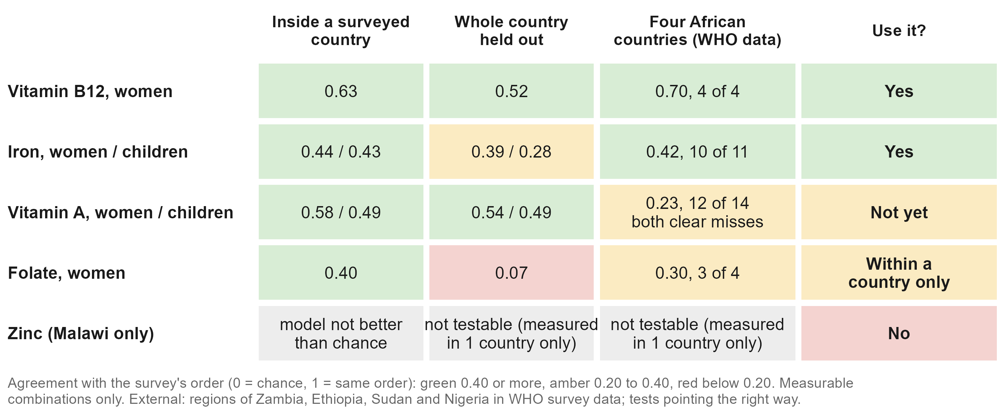 Inside a surveyed
country
Whole country
held out
Four African
countries (WHO data)
Use it?
Vitamin B12, women
0.63
0.52
0.70, 4 of 4
Yes
Iron, women / children
0.44 / 0.43
0.39 / 0.28
0.42, 10 of 11
Yes
Vitamin A, women / children
0.58 / 0.49
0.54 / 0.49
0.23, 12 of 14
both clear misses
Not yet
Folate, women
0.40
0.07
0.30, 3 of 4
Within a
country only
Zinc (Malawi only)
model not better
than chance
not testable (measured
in 1 country only)
not testable (measured
in 1 country only)
No
Agreement with the survey's order (0 = chance, 1 = same order): green 0.40 or more, amber 0.20 to 0.40, red below 0.20. Measurable
combinations only. External: regions of Zambia, Ethiopia, Sudan and Nigeria in WHO survey data; tests pointing the right way.